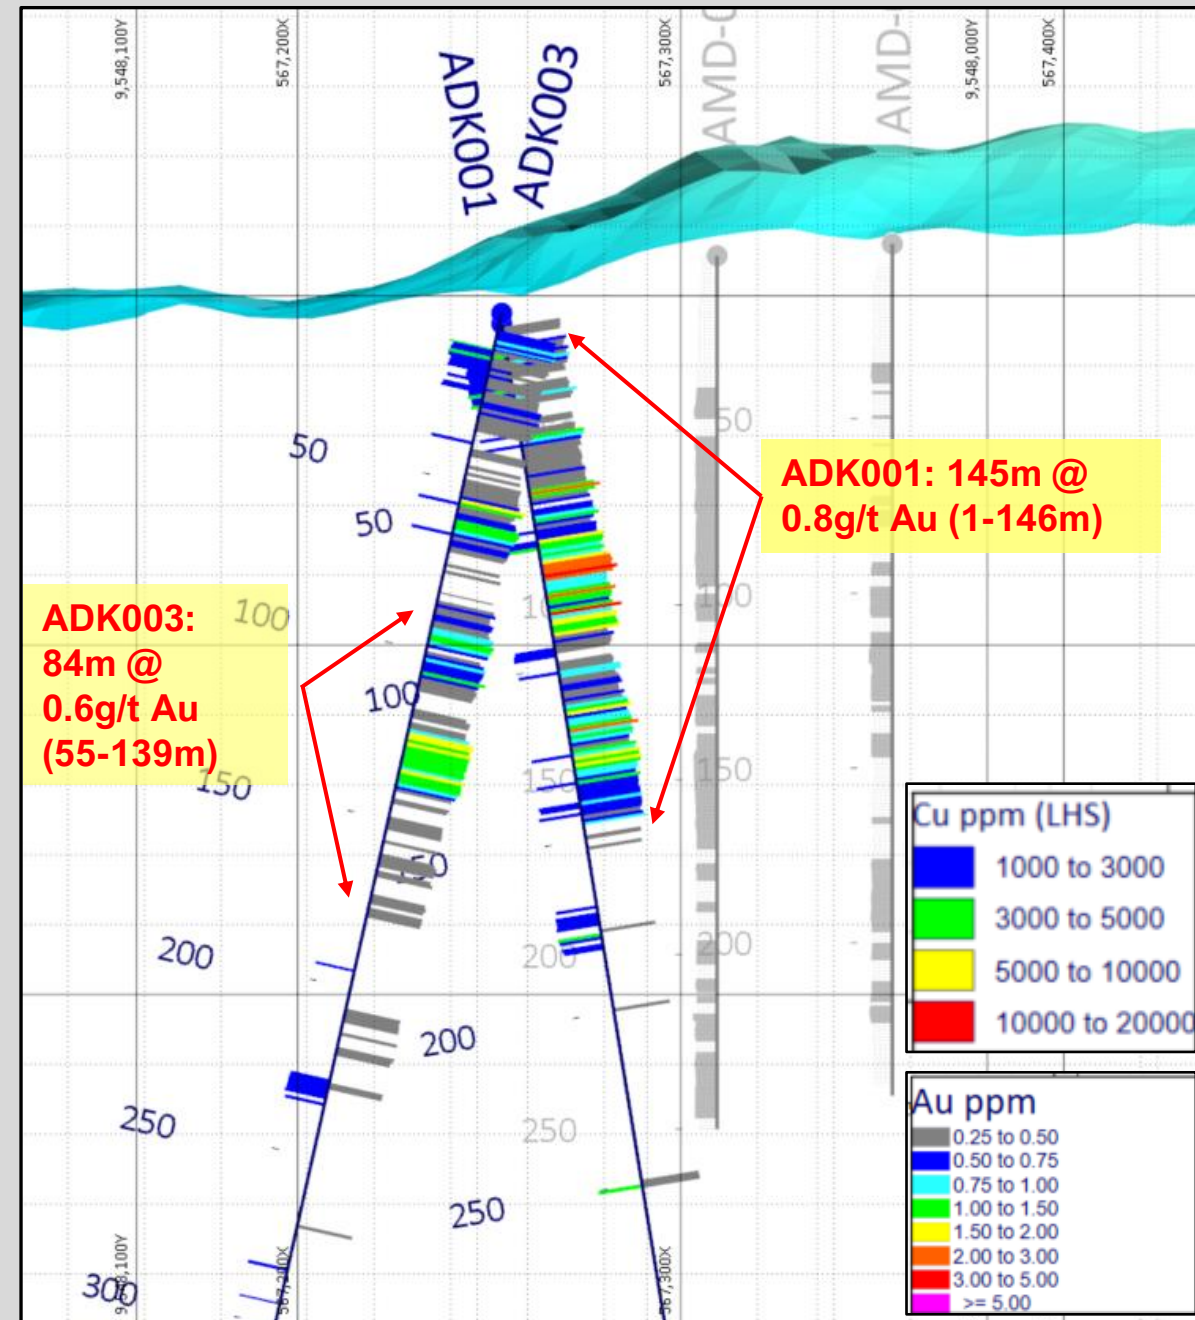 9,548,100Y
567,200X
567,300X
9,548,000Y
567,400X
ADK001
ADK003
AMD-
AMD-
50
50
50
100
100
100
150
150
150
200
200
200
200
250
250
250
300
ADK001: 145m @
0.8g/t Au (1-146m)
ADK003:
84m @
0.6g/t Au
(55-139m)
Cu ppm (LHS)
1000 to 3000
3000 to 5000
5000 to 10000
10000 to 20000
Au ppm
0.25 to 0.50
0.50 to 0.75
0.75 to 1.00
1.00 to 1.50
1.50 to 2.00
2.00 to 3.00
3.00 to 5.00
>= 5.00
567,200X
567,300X